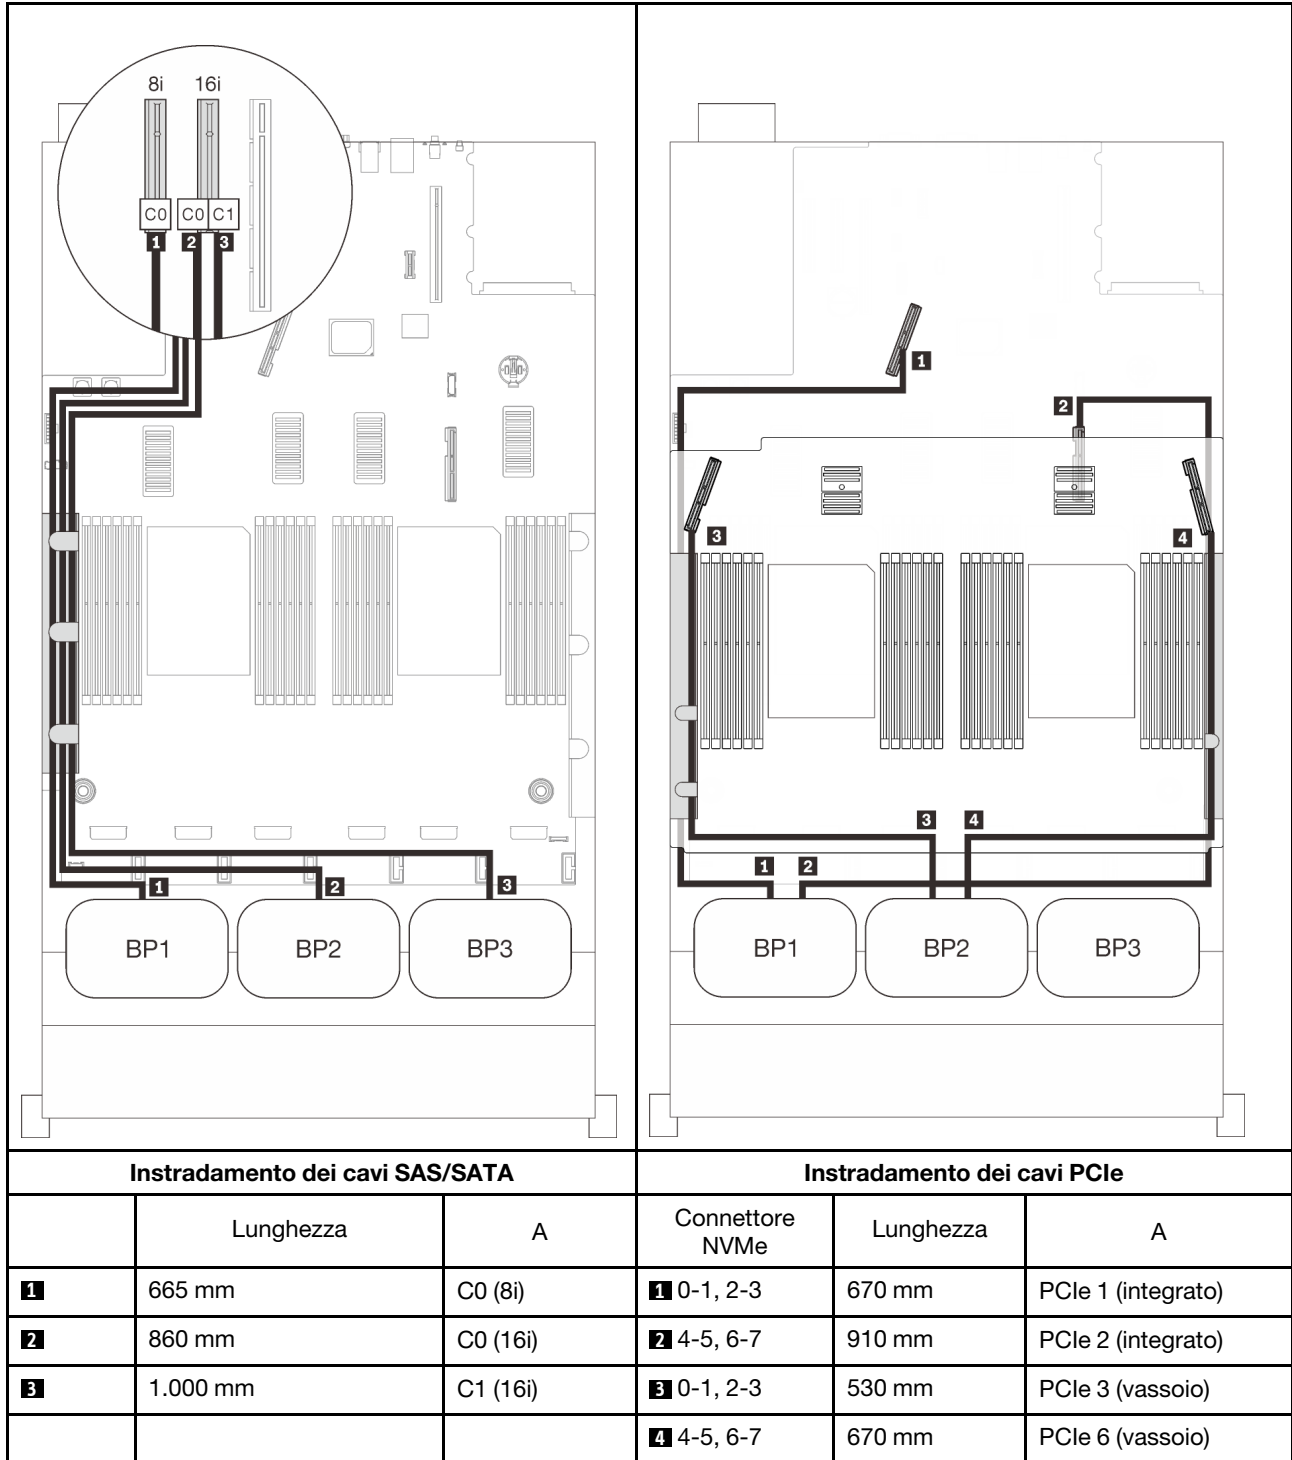 8i 16i
C0 C0 C1
1 2 3
1 2 3
BP1 BP2 BP3
1
2
3 4
3 4
1 2
BP1 BP2 BP3
Instradamento dei cavi SAS/SATA
Instradamento dei cavi PCIe
Lunghezza A
Connettore NVMe Lunghezza A
1 665 mm C0 (8i)
1 0-1, 2-3 670 mm PCIe 1 (integrato)
2 860 mm C0 (16i)
2 4-5, 6-7 910 mm PCIe 2 (integrato)
3 1.000 mm C1 (16i)
3 0-1, 2-3 530 mm PCIe 3 (vassoio)
4 4-5, 6-7 670 mm PCIe 6 (vassoio)